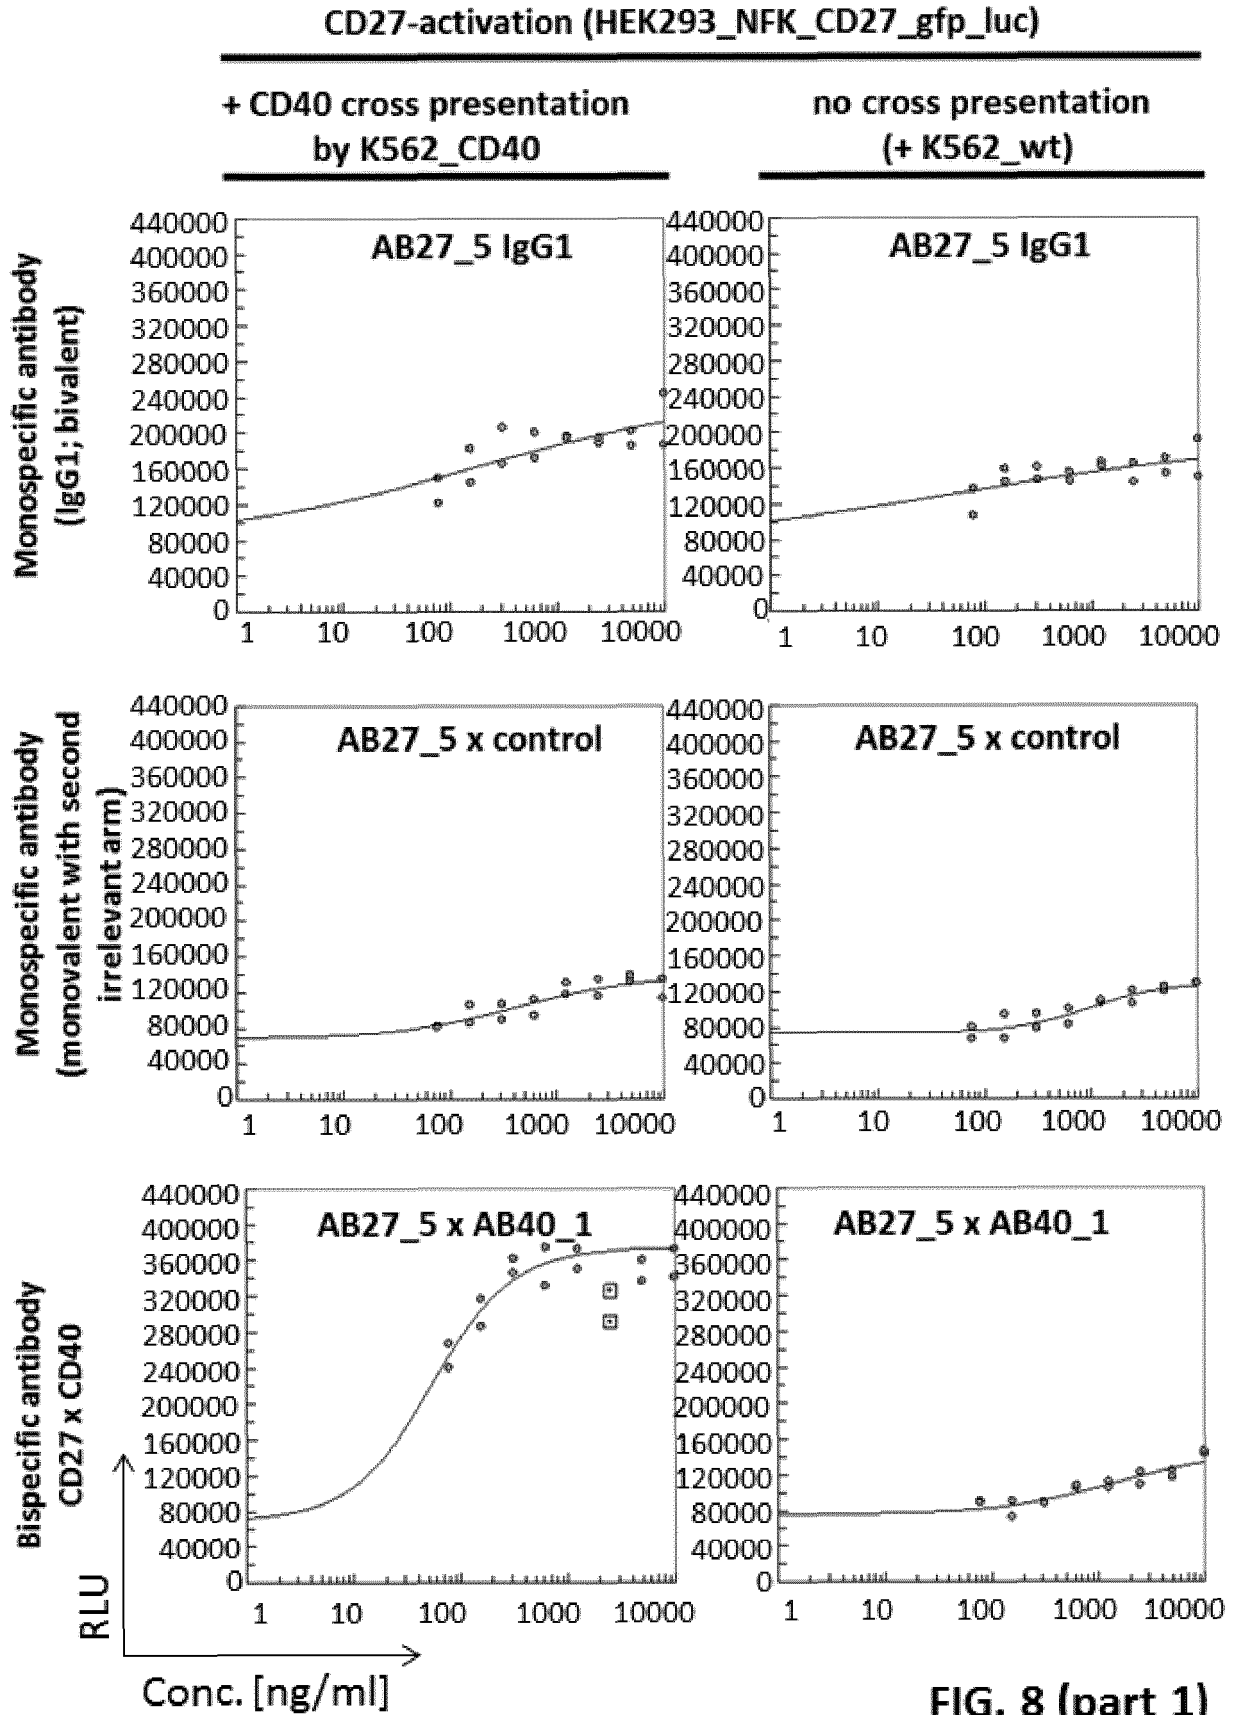 CD27-activation (HEK293_NFK_CD27_gfp_luc)
+ CD40 cross presentation
by K562_CD40
no cross presentation
(+ K562_wt)
Monospecific antibody
(IgG1; bivalent)
AB27_5 IgG1
440000
400000
360000
320000
280000
240000
200000
160000
120000
80000
40000
0
1 10 100 1000 10000
AB27_5 IgG1
440000
400000
360000
320000
280000
240000
200000
160000
120000
80000
40000
0
1 10 100 1000 10000
Monospecific antibody
(monovalent with second
irrelevant arm)
AB27_5 x control
440000
400000
360000
320000
280000
240000
200000
160000
120000
80000
40000
0
1 10 100 1000 10000
AB27_5 x control
440000
400000
360000
320000
280000
240000
200000
160000
120000
80000
40000
0
1 10 100 1000 10000
Bispecific antibody
CD27 x CD40
AB27_5 x AB40_1
440000
400000
360000
320000
280000
240000
200000
160000
120000
80000
40000
0
1 10 100 1000 10000
AB27_5 x AB40_1
440000
400000
360000
320000
280000
240000
200000
160000
120000
80000
40000
0
1 10 100 1000 10000
RLU
Conc. [ng/ml]
FIG. 8 (part 1)